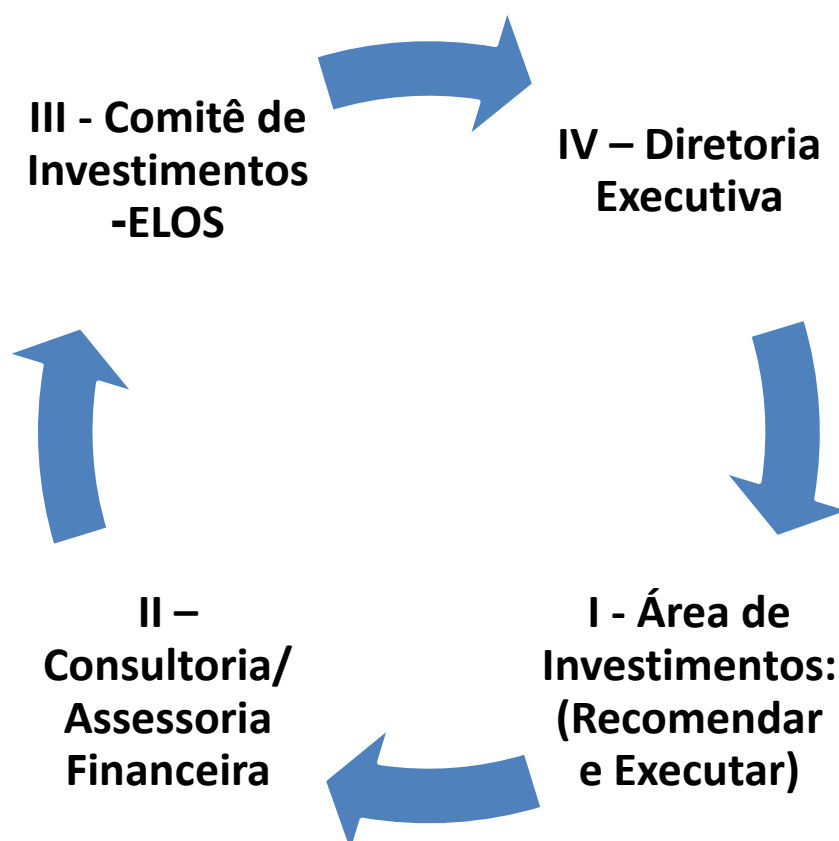 III - Comitê de
Investimentos
-ELOS
IV – Diretoria
Executiva
II –
Consultoria/
Assessoria
Financeira
I - Área de
Investimentos:
(Recomendar
e Executar)